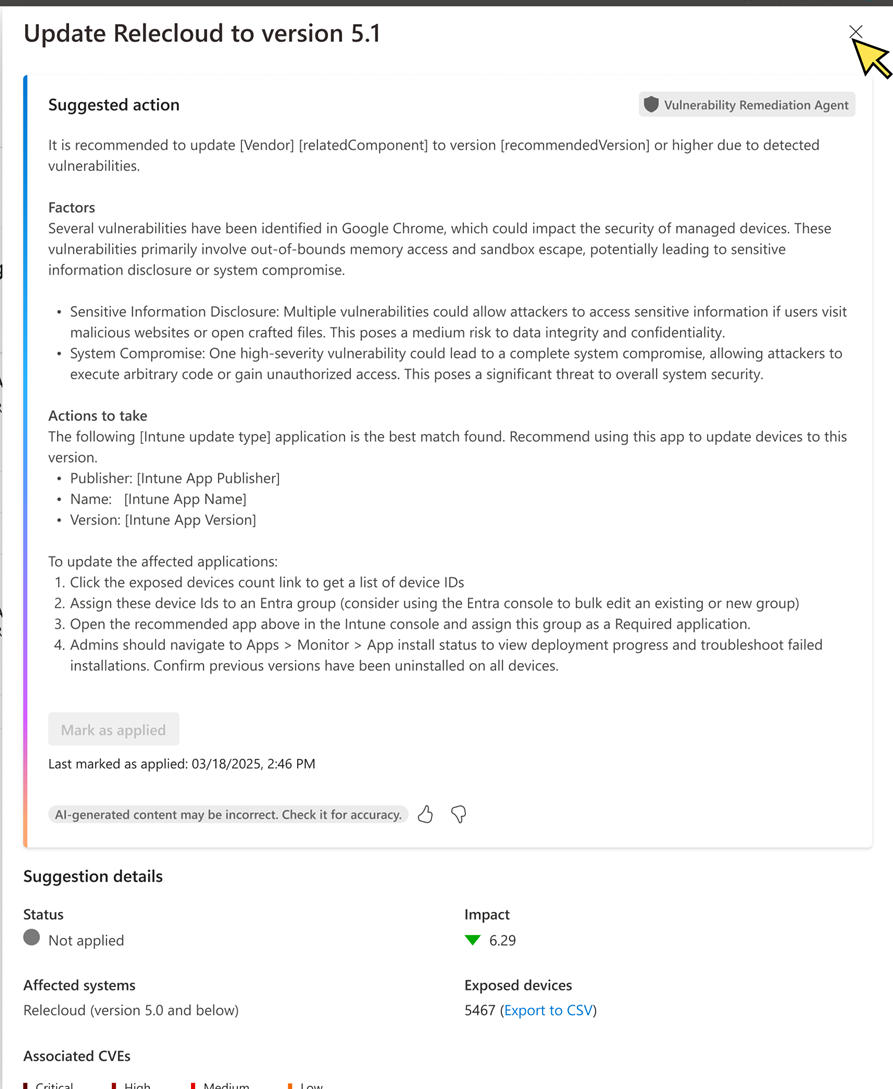 Update Relecloud to version 5.1
Suggested action
Vulnerability Remediation Agent
It is recommended to update [Vendor] [relatedComponent] to version [recommendedVersion] or higher due to detected
vulnerabilities.
Factors
Several vulnerabilities have been identified in Google Chrome, which could impact the security of managed devices. These
vulnerabilities primarily involve out-of-bounds memory access and sandbox escape, potentially leading to sensitive
information disclosure or system compromise.
• Sensitive Information Disclosure: Multiple vulnerabilities could allow attackers to access sensitive information if users visit
malicious websites or open crafted files. This poses a medium risk to data integrity and confidentiality.
• System Compromise: One high-severity vulnerability could lead to a complete system compromise, allowing attackers to
execute arbitrary code or gain unauthorized access. This poses a significant threat to overall system security.
Actions to take
The following [Intune update type] application is the best match found. Recommend using this app to update devices to this
version.
• Publisher: [Intune App Publisher]
• Name: [Intune App Name]
• Version: [Intune App Version]
To update the affected applications:
1. Click the exposed devices count link to get a list of device IDs
2. Assign these device Ids to an Entra group (consider using the Entra console to bulk edit an existing or new group)
3. Open the recommended app above in the Intune console and assign this group as a Required application.
4. Admins should navigate to Apps > Monitor > App install status to view deployment progress and troubleshoot failed
installations. Confirm previous versions have been uninstalled on all devices.
Mark as applied
Last marked as applied: 03/18/2025, 2:46 PM
AI-generated content may be incorrect. Check it for accuracy.
Suggestion details
Status
Not applied
Impact
6.29
Affected systems
Relecloud (version 5.0 and below)
Exposed devices
5467 (Export to CSV)
Associated CVEs
Critical High Medium Low